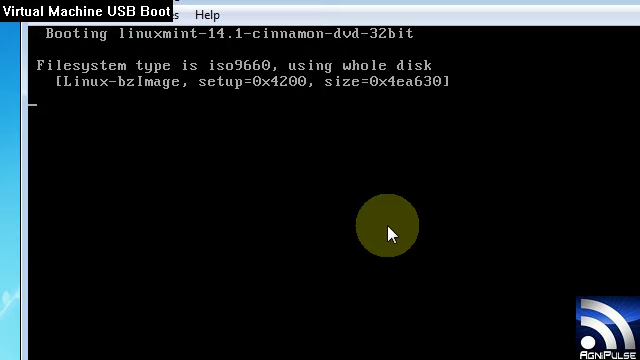 Virtual Machine USB Boot
Help
Booting linuxmint-14.1-cinnamon-dvd-32bit
Filesystem type is iso9660, using whole disk
[Linux-bzImage, setup=0x4200, size=0x4ea630]
AGNIPULSE